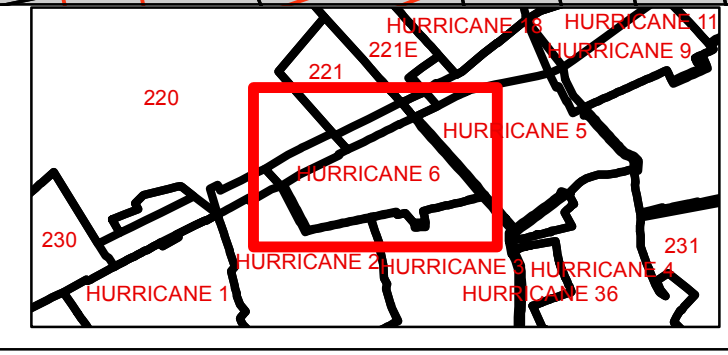 HURRICANE 18
HURRICANE 11
221E
HURRICANE 9
221
220
HURRICANE 5
HURRICANE 6
230
231
HURRICANE 2
HURRICANE 3
HURRICANE 4
HURRICANE 1
HURRICANE 36